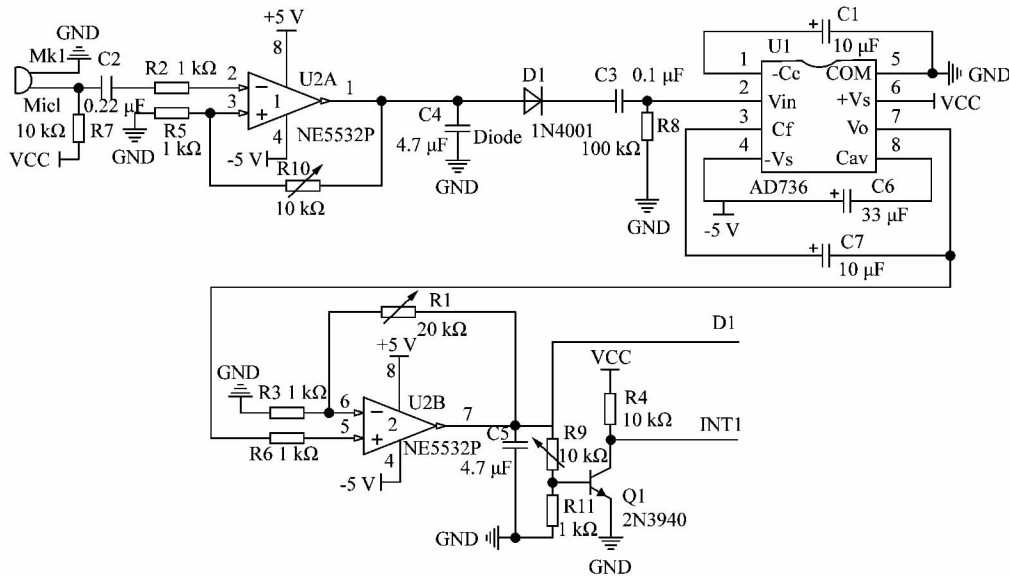 GND
Mk1
Mic1
C2
0.22 μF
10 kΩ
R7
VCC
R2 1 kΩ
R5
1 kΩ
GND
+5 V
8
2
3
1
1
U2A
NE5532P
4
-5 V
R10
10 kΩ
C4
4.7 μF
Diode
GND
D1
1N4001
C3
0.1 μF
R8
100 kΩ
GND
C1
10 μF
U1
1
2
3
4
-Cc
Vin
Cf
-Vs
COM
+Vs
Vo
Cav
5
6
7
8
GND
VCC
AD736
-5 V
C6
33 μF
C7
10 μF
R1
20 kΩ
+5 V
8
GND
R3 1 kΩ
R6 1 kΩ
6
5
2
7
U2B
NE5532P
4
-5 V
C5
4.7 μF
GND
R9
10 kΩ
R11
1 kΩ
D1
VCC
R4
10 kΩ
INT1
Q1
2N3940
GND